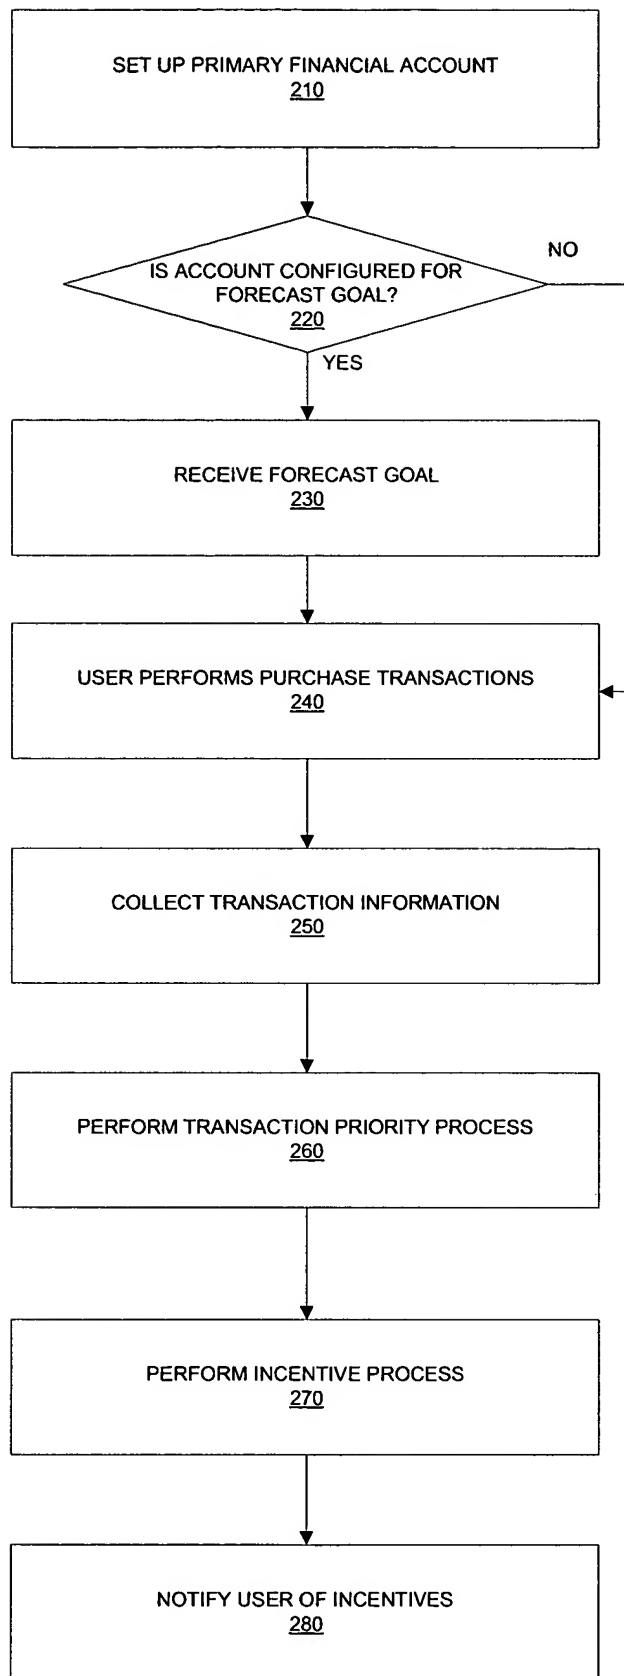 SET UP PRIMARY FINANCIAL ACCOUNT
210
IS ACCOUNT CONFIGURED FOR
FORECAST GOAL?
220
NO
YES
RECEIVE FORECAST GOAL
230
USER PERFORMS PURCHASE TRANSACTIONS
240
COLLECT TRANSACTION INFORMATION
250
PERFORM TRANSACTION PRIORITY PROCESS
260
PERFORM INCENTIVE PROCESS
270
NOTIFY USER OF INCENTIVES
280